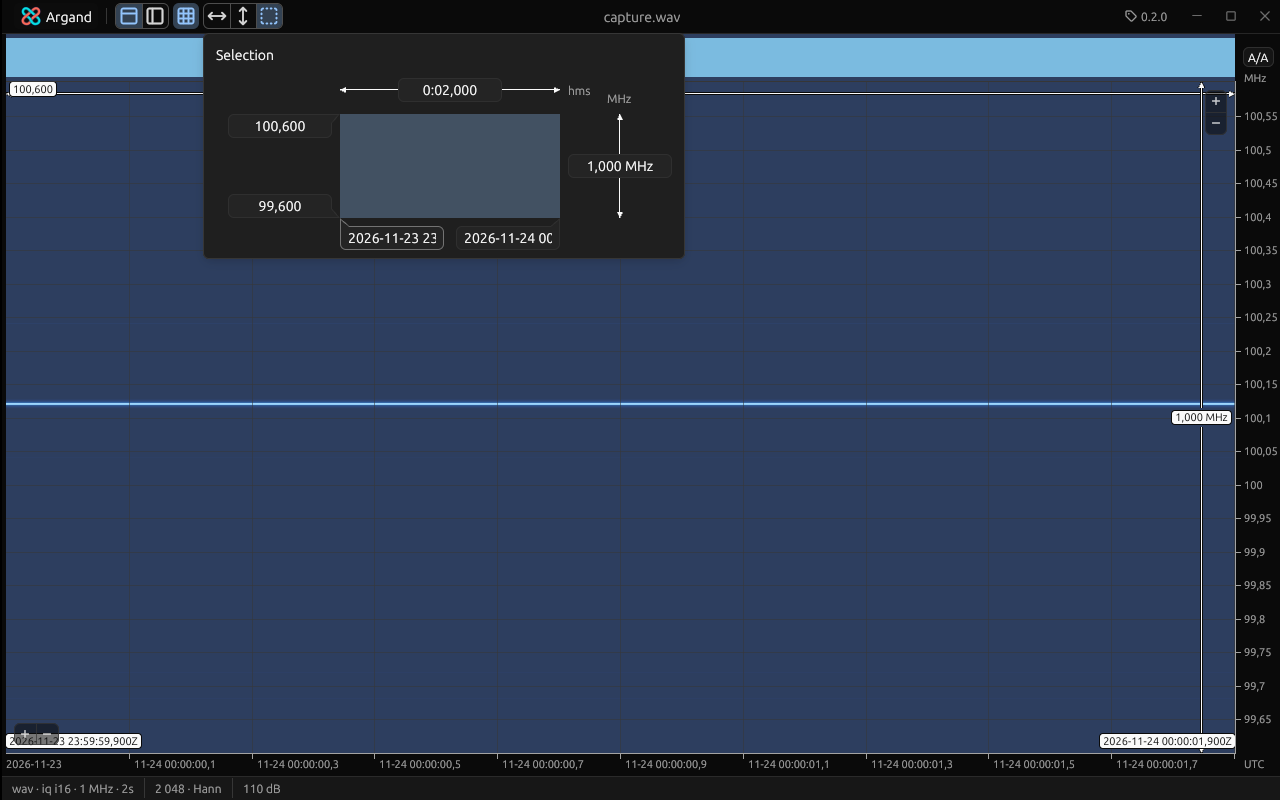 Argand
capture.wav
0.2.0
Selection
0:02,000
hms
MHz
100,600
99,600
1,000 MHz
2026-11-23 23
2026-11-24 00
A/A
MHz
100,600
+
−
100,55
100,5
100,45
100,4
100,35
100,3
100,25
100,2
100,15
100,1
100,05
100
99,95
99,9
99,85
99,8
99,75
99,7
99,65
1,000 MHz
+ −
2026-11-23 23:59:59,900Z
2026-11-24 00:00:01,900Z
2026-11-23
11-24 00:00:00,1
11-24 00:00:00,3
11-24 00:00:00,5
11-24 00:00:00,7
11-24 00:00:00,9
11-24 00:00:01,1
11-24 00:00:01,3
11-24 00:00:01,5
11-24 00:00:01,7
UTC
wav · iq i16 · 1 MHz · 2s
2 048 · Hann
110 dB